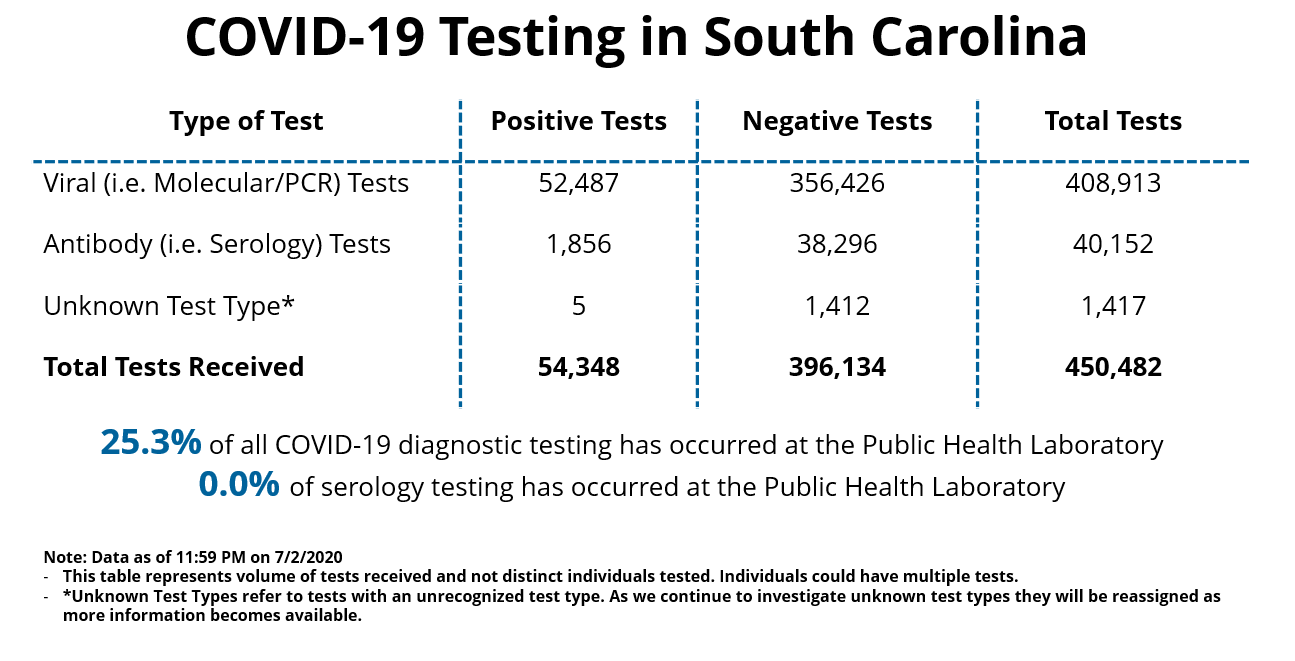 COVID-19 Testing in South Carolina
Type of Test Positive Tests Negative Tests Total Tests
Viral (i.e. Molecular/PCR) Tests 52,487 356,426 408,913
Antibody (i.e. Serology) Tests 1,856 38,296 40,152
Unknown Test Type* 5 1,412 1,417
Total Tests Received 54,348 396,134 450,482
25.3% of all COVID-19 diagnostic testing has occurred at the Public Health Laboratory
0.0% of serology testing has occurred at the Public Health Laboratory
Note: Data as of 11:59 PM on 7/2/2020
- This table represents volume of tests received and not distinct individuals tested. Individuals could have multiple tests.
- *Unknown Test Types refer to tests with an unrecognized test type. As we continue to investigate unknown test types they will be reassigned as
more information becomes available.